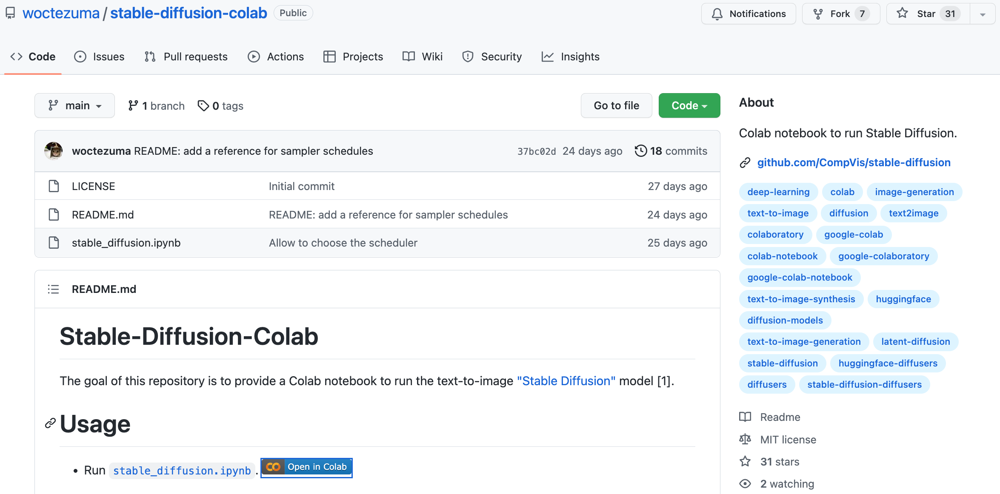 woctezuma / stable-diffusion-colab Public
Notifications Fork 7 Star 31
Code Issues Pull requests Actions Projects Wiki Security Insights
main 1 branch 0 tags Go to file Code
woctezuma README: add a reference for sampler schedules 37bc02d 24 days ago 18 commits
LICENSE Initial commit 27 days ago
README.md README: add a reference for sampler schedules 24 days ago
stable_diffusion.ipynb Allow to choose the scheduler 25 days ago
README.md
Stable-Diffusion-Colab
The goal of this repository is to provide a Colab notebook to run the text-to-image "Stable Diffusion" model [1].
Usage
• Run stable_diffusion.ipynb. Open in Colab
About
Colab notebook to run Stable Diffusion.
github.com/CompVis/stable-diffusion
deep-learning colab image-generation
text-to-image diffusion text2image
colaboratory google-colab
colab-notebook google-colaboratory
google-colab-notebook
text-to-image-synthesis huggingface
diffusion-models
text-to-image-generation latent-diffusion
stable-diffusion huggingface-diffusers
diffusers stable-diffusion-diffusers
Readme
MIT license
31 stars
2 watching